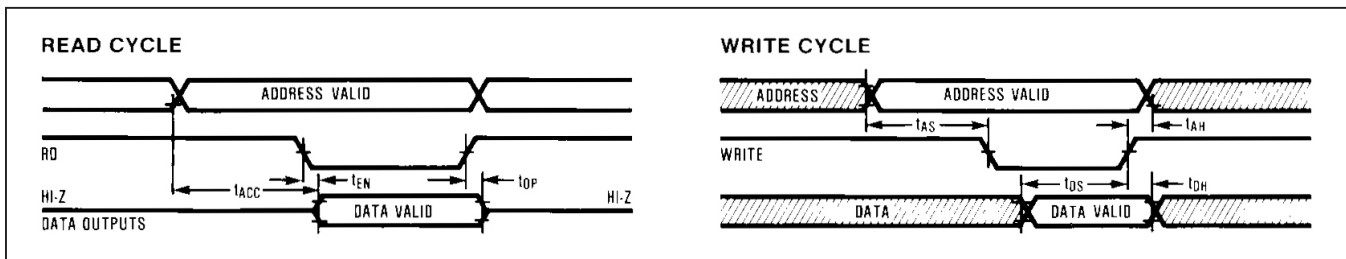 READ CYCLE
ADDRESS VALID
RD
tACC
tEN
tOP
HI-Z
HI-Z
DATA VALID
DATA OUTPUTS
WRITE CYCLE
ADDRESS
ADDRESS VALID
tAS
tAH
WRITE
tDS
tDH
DATA
DATA VALID